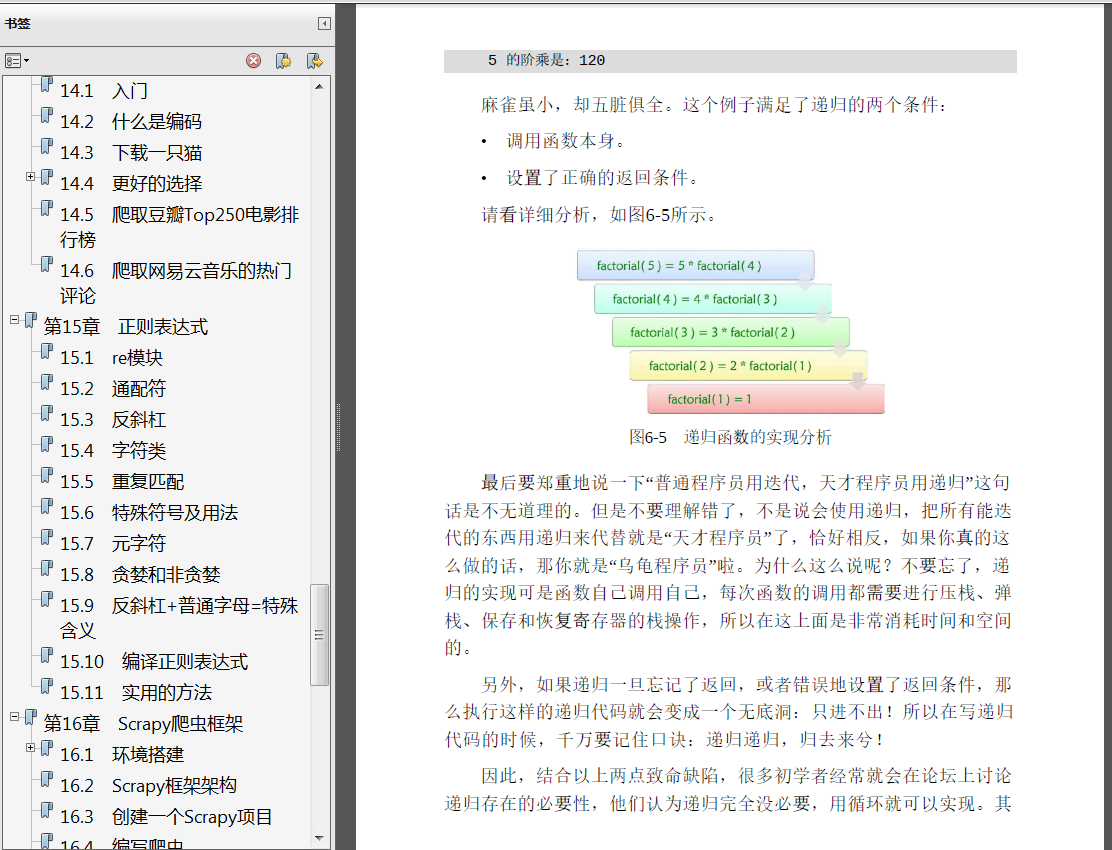 书签
14.1 入门
14.2 什么是编码
14.3 下载一只猫
14.4 更好的选择
14.5 爬取豆瓣Top250电影排
行榜
14.6 爬取网易云音乐的热门
评论
第15章 正则表达式
15.1 re模块
15.2 通配符
15.3 反斜杠
15.4 字符类
15.5 重复匹配
15.6 特殊符号及用法
15.7 元字符
15.8 贪婪和非贪婪
15.9 反斜杠+普通字母=特殊
含义
15.10 编译正则表达式
15.11 实用的方法
第16章 Scrapy爬虫框架
16.1 环境搭建
16.2 Scrapy框架架构
16.3 创建一个Scrapy项目
16.4 编写爬虫
5 的阶乘是：120
麻雀虽小，却五脏俱全。这个例子满足了递归的两个条件：
• 调用函数本身。
• 设置了正确的返回条件。
请看详细分析，如图6-5所示。
factorial( 5 ) = 5 * factorial( 4 )
factorial( 4 ) = 4 * factorial( 3 )
factorial( 3 ) = 3 * factorial( 2 )
factorial( 2 ) = 2 * factorial( 1 )
factorial( 1 ) = 1
图6-5 递归函数的实现分析
最后要郑重地说一下“普通程序员用迭代，天才程序员用递归”这句
话是不无道理的。但是不要理解错了，不是说会使用递归，把所有能迭
代的东西用递归来代替就是“天才程序员”了，恰好相反，如果你真的这
么做的话，那你就是“乌龟程序员”啦。为什么这么说呢？不要忘了，递
归的实现可是函数自己调用自己，每次函数的调用都需要进行压栈、弹
栈、保存和恢复寄存器的栈操作，所以在这上面是非常消耗时间和空间
的。
另外，如果递归一旦忘记了返回，或者错误地设置了返回条件，那
么执行这样的递归代码就会变成一个无底洞：只进不出！所以在写递归
代码的时候，千万要记住口诀：递归递归，归去来兮！
因此，结合以上两点致命缺陷，很多初学者经常就会在论坛上讨论
递归存在的必要性，他们认为递归完全没必要，用循环就可以实现。其